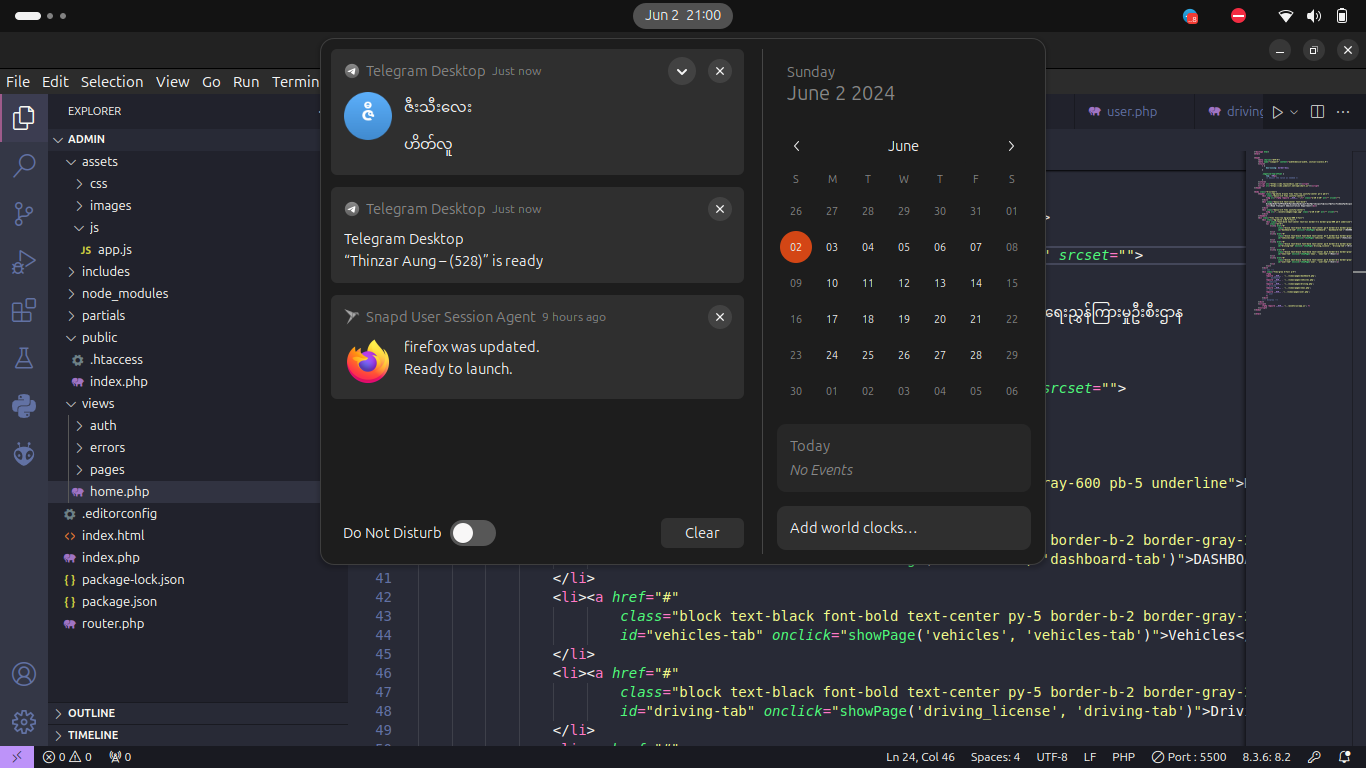 Jun 2 21:00
File Edit Selection View Go Run Termin
Telegram Desktop Just now
ဇီးသီးလေး
ဟိတ်လူ
Telegram Desktop Just now
Telegram Desktop
“Thinzar Aung – (528)” is ready
Snapd User Session Agent 9 hours ago
firefox was updated.
Ready to launch.
Do Not Disturb
Clear
Sunday
June 2 2024
June
S M T W T F S
26 27 28 29 30 31 01
02 03 04 05 06 07 08
09 10 11 12 13 14 15
16 17 18 19 20 21 22
23 24 25 26 27 28 29
30 01 02 03 04 05 06
Today
No Events
Add world clocks…
EXPLORER
ADMIN
assets
css
images
js
JS app.js
includes
node_modules
partials
public
.htaccess
index.php
views
auth
errors
pages
home.php
.editorconfig
index.html
index.php
package-lock.json
package.json
router.php
OUTLINE
TIMELINE
user.php
driving
>
" srcset="">
ရေးညွှန်ကြားမှုဦးစီးဌာန
srcset="">
ray-600 pb-5 underline">
border-b-2 border-gray-
'dashboard-tab')">DASHBO
41 </li>
42 <li><a href="#"
43 class="block text-black font-bold text-center py-5 border-b-2 border-gray-
44 id="vehicles-tab" onclick="showPage('vehicles', 'vehicles-tab')">Vehicles<
45 </li>
46 <li><a href="#"
47 class="block text-black font-bold text-center py-5 border-b-2 border-gray-
48 id="driving-tab" onclick="showPage('driving_license', 'driving-tab')">Driv
49 </li>
0 0 0
Ln 24, Col 46 Spaces: 4 UTF-8 LF PHP Port : 5500 8.3.6: 8.2